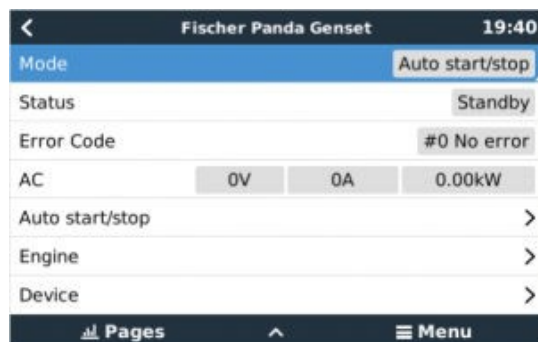 Fischer Panda Genset 19:40
Mode Auto start/stop
Status Standby
Error Code #0 No error
AC 0V 0A 0.00kW
Auto start/stop
Engine
Device
Pages Menu